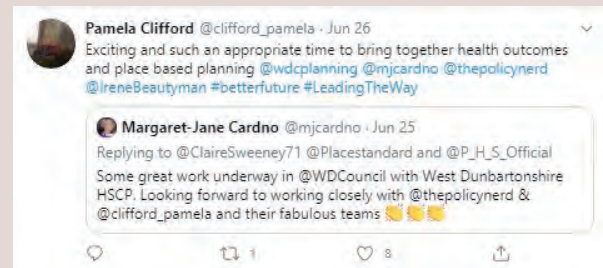 Pamela Clifford @clifford_pamela · Jun 26
Exciting and such an appropriate time to bring together health outcomes
and place based planning @wdcplanning @mjcardno @thepolicynerd
@IreneBeautyman #betterfuture #LeadingTheWay
Margaret-Jane Cardno @mjcardno · Jun 25
Replying to @ClaireSweeney71 @Placestandard and @P_H_S_Official
Some great work underway in @WDCouncil with West Dunbartonshire
HSCP. Looking forward to working closely with @thepolicynerd &
@clifford_pamela and their fabulous teams 👏👏👏
1 8